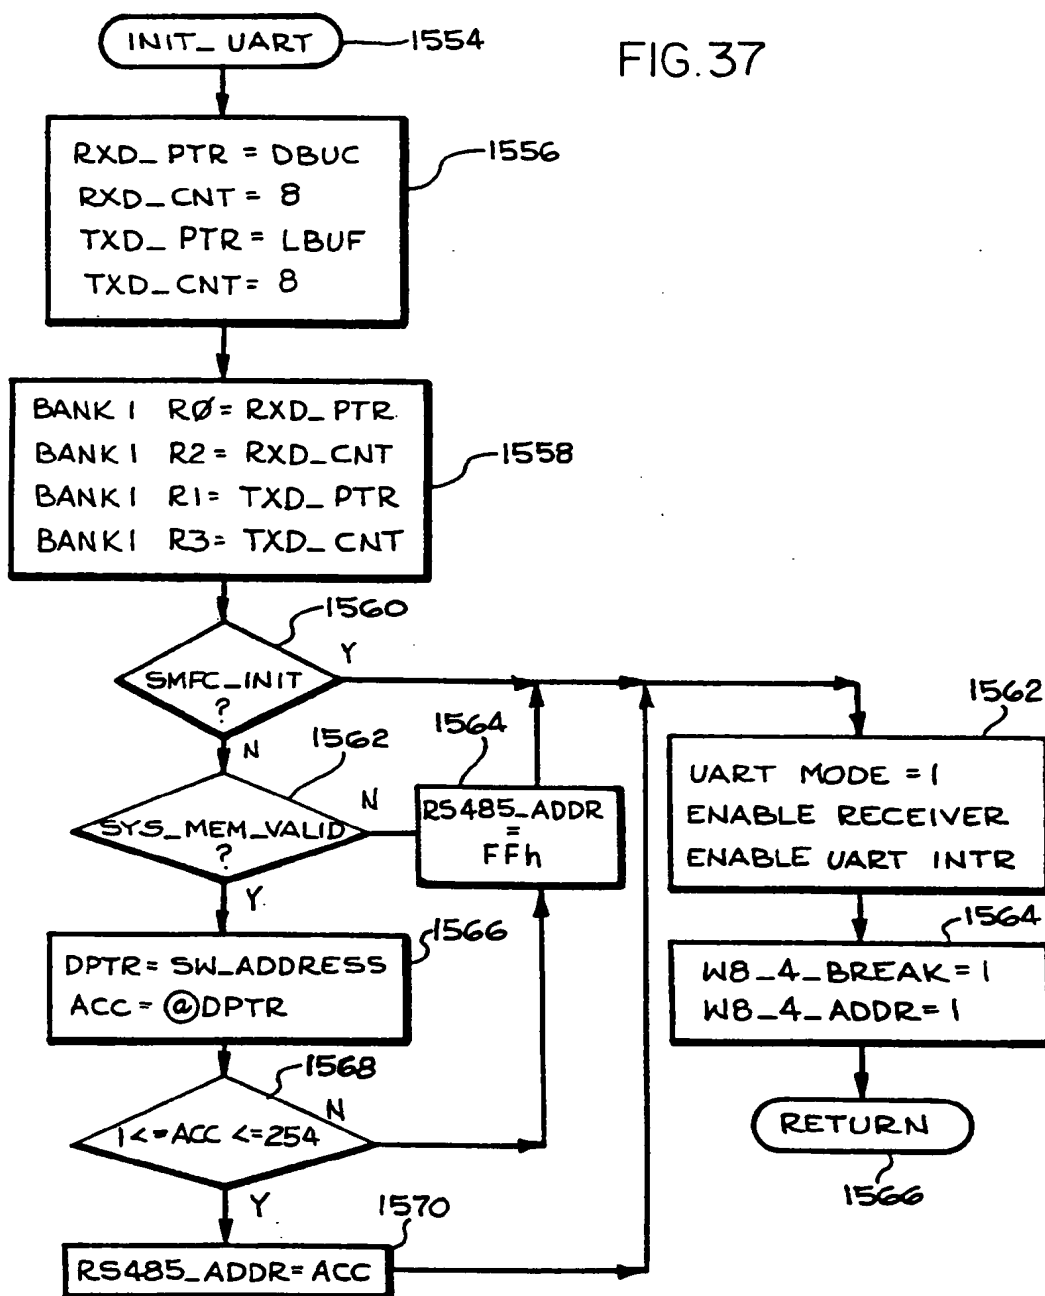 INIT_UART
1554
FIG. 37
RXD_PTR = DBUC
RXD_CNT = 8
TXD_PTR = LBUF
TXD_CNT = 8
1556
BANK 1 RØ = RXD_PTR
BANK 1 R2 = RXD_CNT
BANK 1 R1 = TXD_PTR
BANK 1 R3 = TXD_CNT
1558
1560
SMFC_INIT
?
Y
N
1562
SYS_MEM_VALID
?
N
Y
1564
RS485_ADDR
=
FFh
1566
DPTR = SW_ADDRESS
ACC = @DPTR
1568
1 <= ACC <= 254
N
Y
1570
RS485_ADDR = ACC
1562
UART MODE = 1
ENABLE RECEIVER
ENABLE UART INTR
1564
W8_4_BREAK = 1
W8_4_ADDR = 1
RETURN
1566